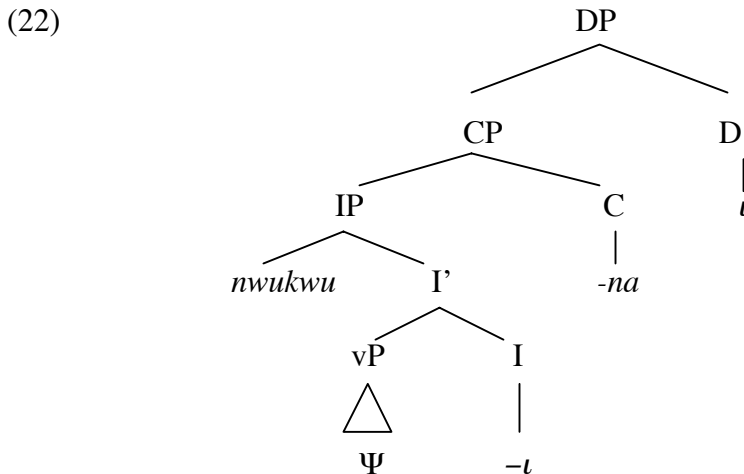 (22) DP
CP D
IP C ι
nwukwu I’ -na
vP I
Ψ –ι